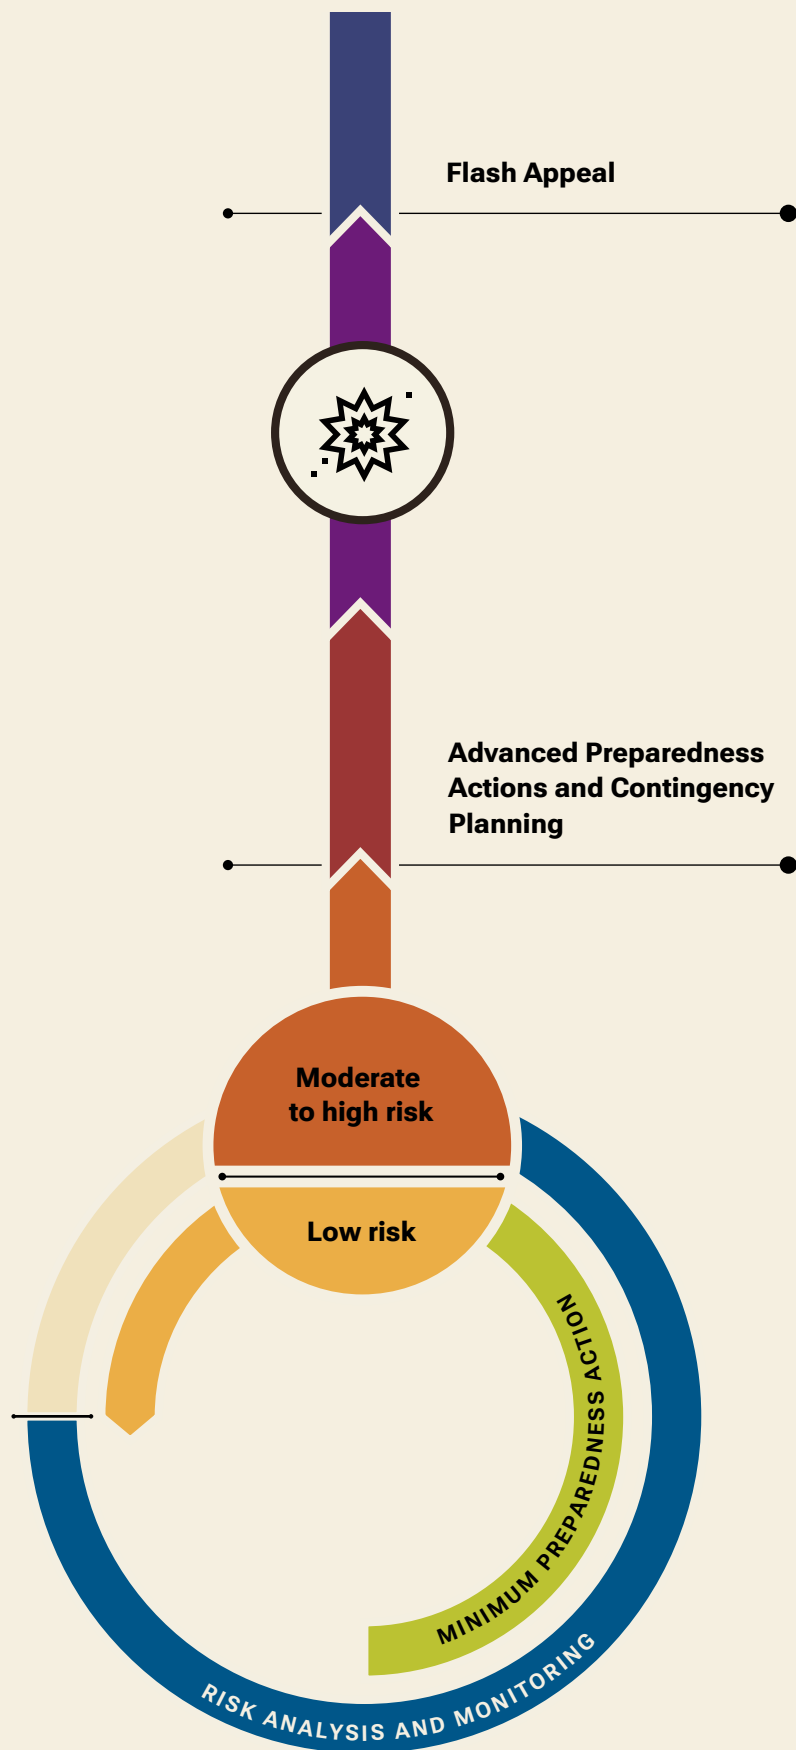 Flash Appeal
Advanced Preparedness
Actions and Contingency
Planning
Moderate
to high risk
Low risk
MINIMUM PREPAREDNESS ACTION
RISK ANALYSIS AND MONITORING